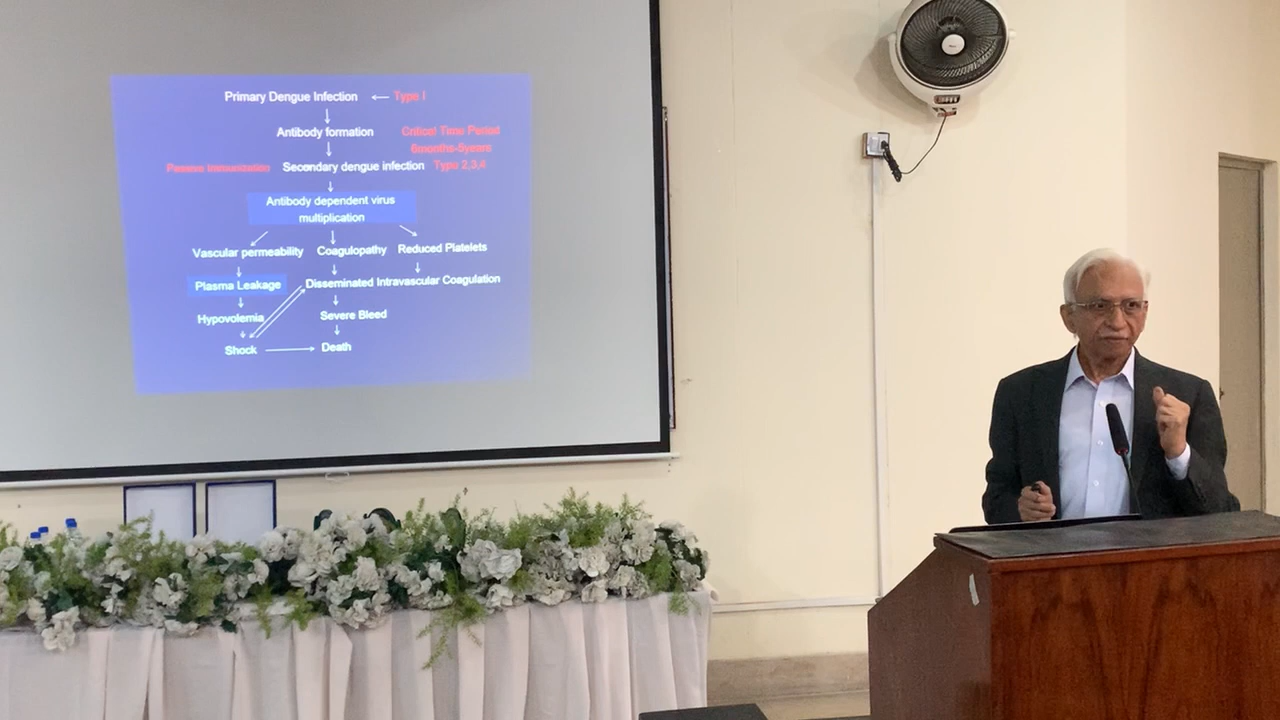 Primary Dengue Infection ← Type I
Antibody formation
Critical Time Period
6months-5years
Passive Immunization Secondary dengue infection Type 2,3,4
Antibody dependent virus
multiplication
Vascular permeability Coagulopathy Reduced Platelets
Plasma Leakage Disseminated Intravascular Coagulation
Hypovolemia Severe Bleed
Shock → Death